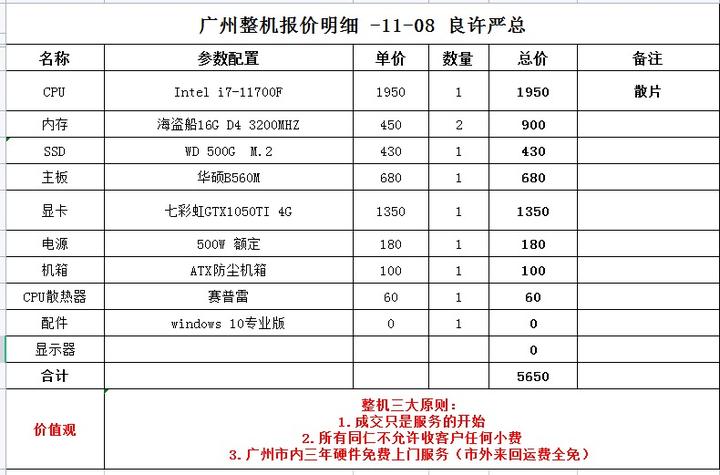 广州整机报价明细 -11-08 良许严总
名称 参数配置 单价 数量 总价 备注
CPU Intel i7-11700F 1950 1 1950 散片
内存 海盗船16G D4 3200MHZ 450 2 900
SSD WD 500G M.2 430 1 430
主板 华硕B560M 680 1 680
显卡 七彩虹GTX1050TI 4G 1350 1 1350
电源 500W 额定 180 1 180
机箱 ATX防尘机箱 100 1 100
CPU散热器 赛普雷 60 1 60
配件 windows 10专业版 0 1 0
显示器 0
合计 5650
价值观
整机三大原则：
1.成交只是服务的开始
2.所有同仁不允许收客户任何小费
3.广州市内三年硬件免费上门服务（市外来回运费全免）